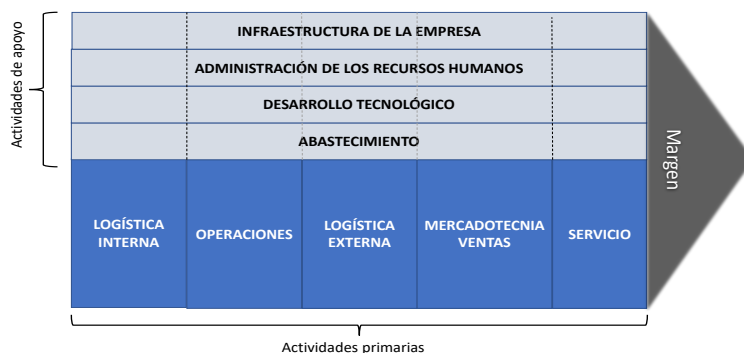 Actividades de apoyo
INFRAESTRUCTURA DE LA EMPRESA
ADMINISTRACIÓN DE LOS RECURSOS HUMANOS
DESARROLLO TECNOLÓGICO
ABASTECIMIENTO
LOGÍSTICA
INTERNA
OPERACIONES
LOGÍSTICA
EXTERNA
MERCADOTECNIA
VENTAS
SERVICIO
Margen
Actividades primarias